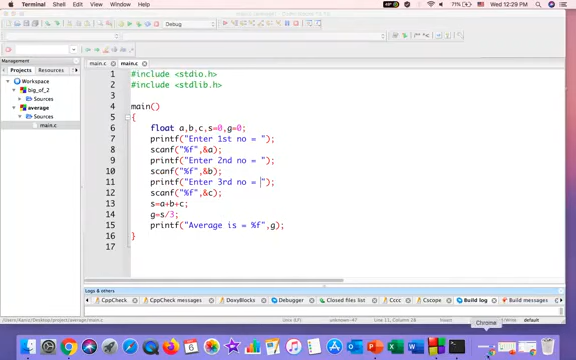 Terminal Shell Edit View Window Help 71% Wed 12:29 PM
Debug
Management main.c main.c
Projects Resources
Workspace
big_of_2
Sources
average
Sources
main.c
1 #include <stdio.h>
2 #include <stdlib.h>
3
4 main()
5 {
6 float a,b,c,s=0,g=0;
7 printf("Enter 1st no = ");
8 scanf("%f",&a);
9 printf("Enter 2nd no = ");
10 scanf("%f",&b);
11 printf("Enter 3rd no = ");
12 scanf("%f",&c);
13 s=a+b+c;
14 g=s/3;
15 printf("Average is = %f",g);
16 }
17
Logs & others
CppCheck CppCheck messages DoxyBlocks Debugger Closed files list Cccc Cscope Build log Build messages
default
Chrome